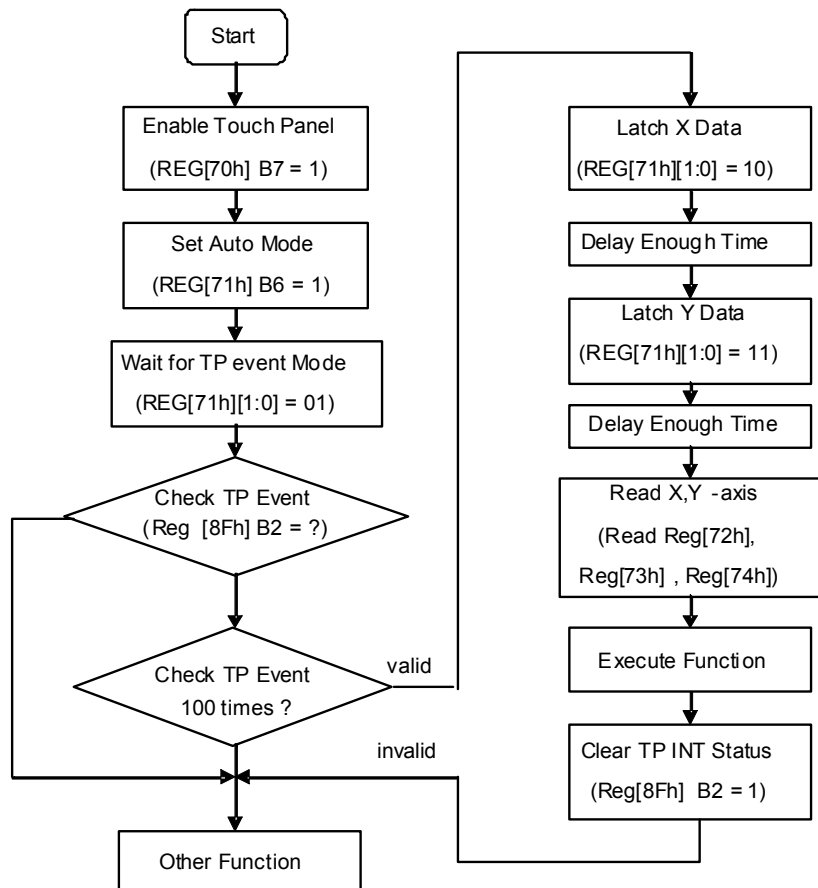 Start
Enable Touch Panel
(REG[70h] B7 = 1)
Set Auto Mode
(REG[71h] B6 = 1)
Wait for TP event Mode
(REG[71h][1:0] = 01)
Check TP Event
(Reg [8Fh] B2 = ?)
Check TP Event
100 times ?
valid
invalid
Other Function
Latch X Data
(REG[71h][1:0] = 10)
Delay Enough Time
Latch Y Data
(REG[71h][1:0] = 11)
Delay Enough Time
Read X,Y -axis
(Read Reg[72h],
Reg[73h] , Reg[74h])
Execute Function
Clear TP INT Status
(Reg[8Fh] B2 = 1)